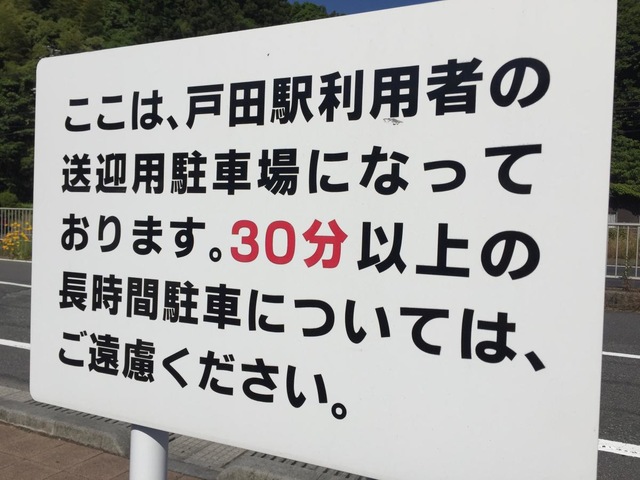 ここは、戸田駅利用者の
送迎用駐車場になって
おります。30分以上の
長時間駐車については、
ご遠慮ください。